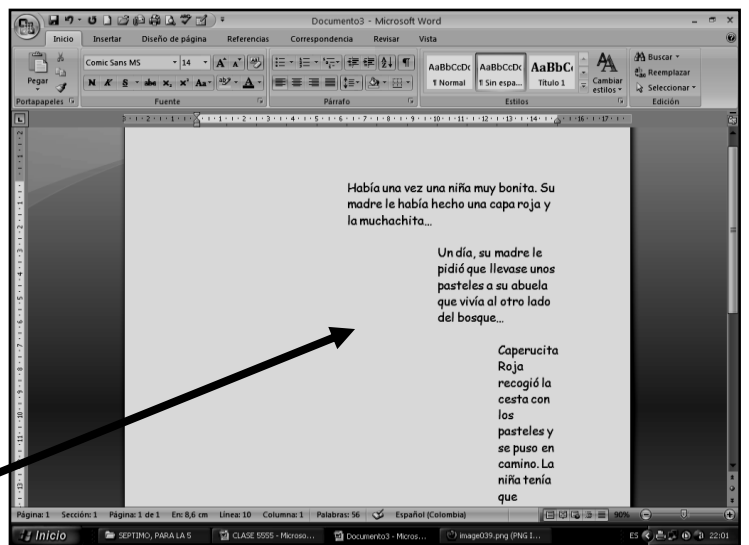 Documento3 - Microsoft Word
Inicio Insertar Diseño de página Referencias Correspondencia Revisar Vista
Pegar
Comic Sans MS 14
N K S abc x₂ x² Aa
AaBbCcDc AaBbCcDc AaBbC
¶ Normal ¶ Sin espa... Título 1
Cambiar estilos
Buscar
Reemplazar
Seleccionar
Portapapeles Fuente Párrafo Estilos Edición
Había una vez una niña muy bonita. Su
madre le había hecho una capa roja y
la muchachita...
Un día, su madre le
pidió que llevase unos
pasteles a su abuela
que vivía al otro lado
del bosque...
Caperucita
Roja
recogió la
cesta con
los
pasteles y
se puso en
camino. La
niña tenía
que
Página: 1 Sección: 1 Página: 1 de 1 En: 8,6 cm Línea: 10 Columna: 1 Palabras: 56 Español (Colombia) 90%
Inicio SEPTIMO, PARA LA 5 CLASE 5555 - Microso... Documento3 - Micros... image039.png (PNG I... ES 22:01